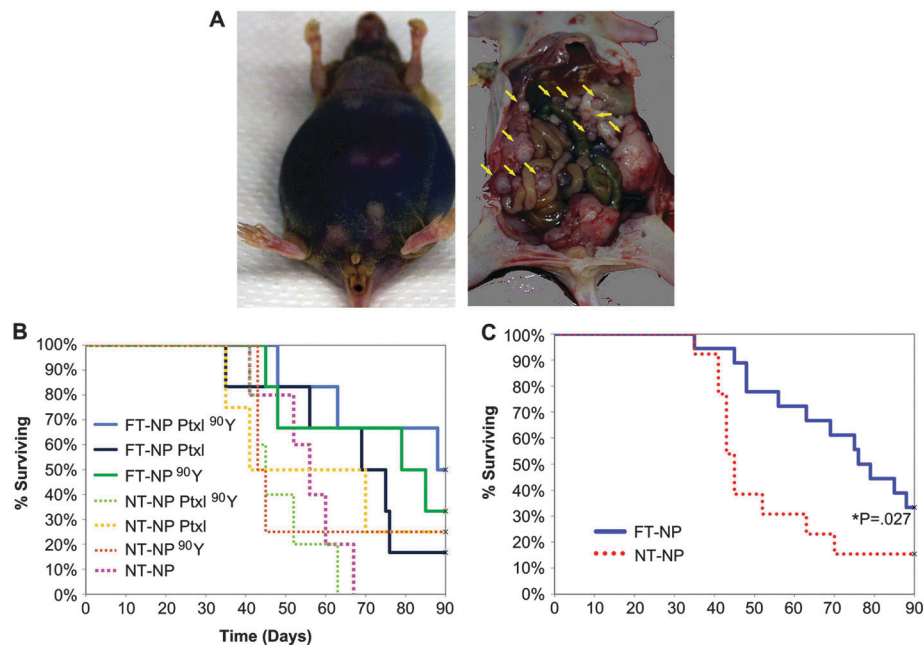 A
B
100%
90%
80%
70%
60%
50%
40%
30%
20%
10%
0%
% Surviving
FT-NP Ptxl 90Y
FT-NP Ptxl
FT-NP 90Y
NT-NP Ptxl 90Y
NT-NP Ptxl
NT-NP 90Y
NT-NP
0 10 20 30 40 50 60 70 80 90
Time (Days)
C
100%
90%
80%
70%
60%
50%
40%
30%
20%
10%
0%
% Surviving
FT-NP
NT-NP
*P=.027
0 10 20 30 40 50 60 70 80 90